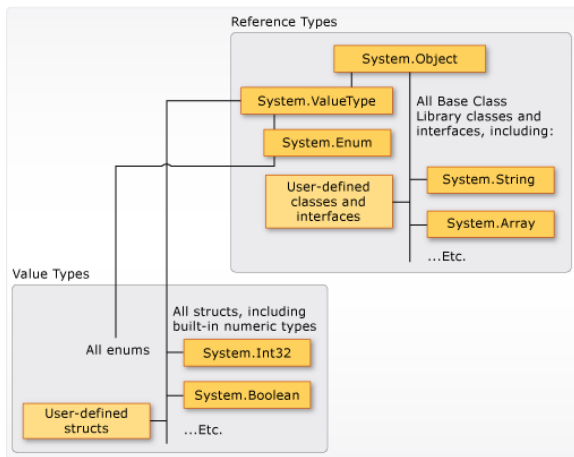 Reference Types
System.Object
System.ValueType
All Base Class
Library classes and
interfaces, including:
System.Enum
System.String
User-defined
classes and
interfaces
System.Array
...Etc.
Value Types
All structs, including
built-in numeric types
All enums
System.Int32
System.Boolean
User-defined
structs
...Etc.